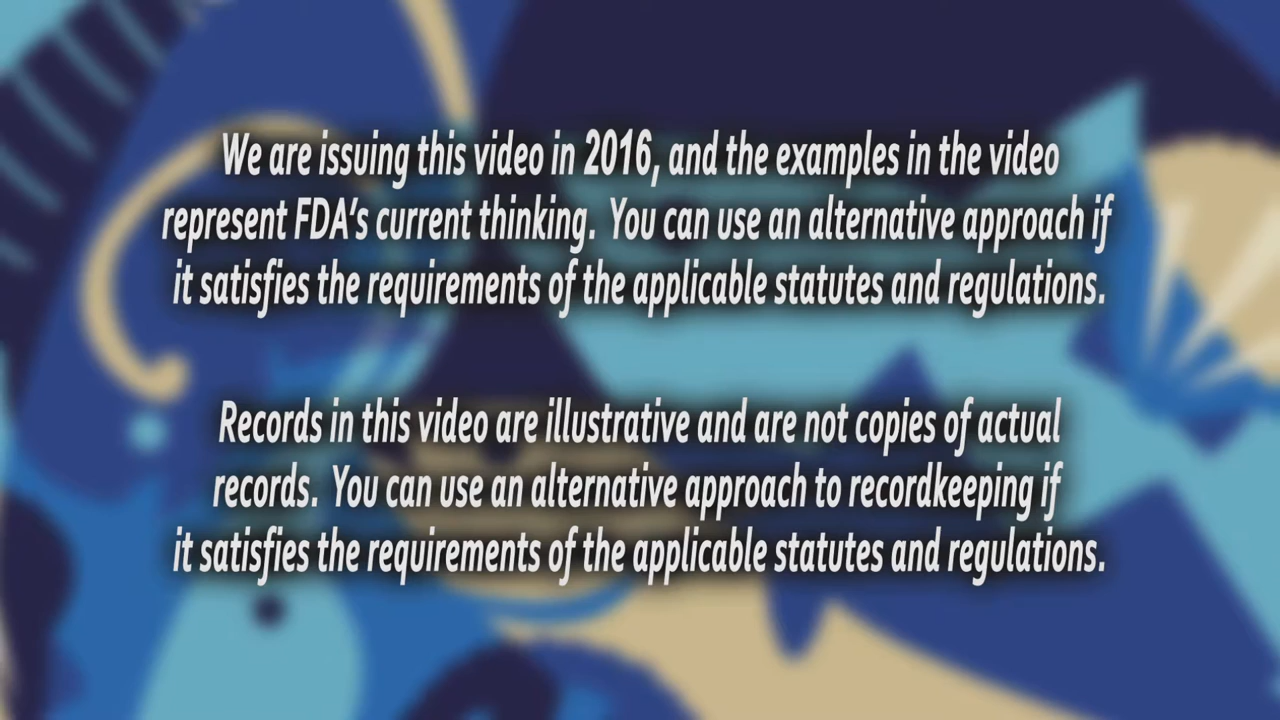 We are issuing this video in 2016, and the examples in the video
represent FDA’s current thinking.  You can use an alternative approach if
it satisfies the requirements of the applicable statutes and regulations.
Records in this video are illustrative and are not copies of actual
records.  You can use an alternative approach to recordkeeping if
it satisfies the requirements of the applicable statutes and regulations.